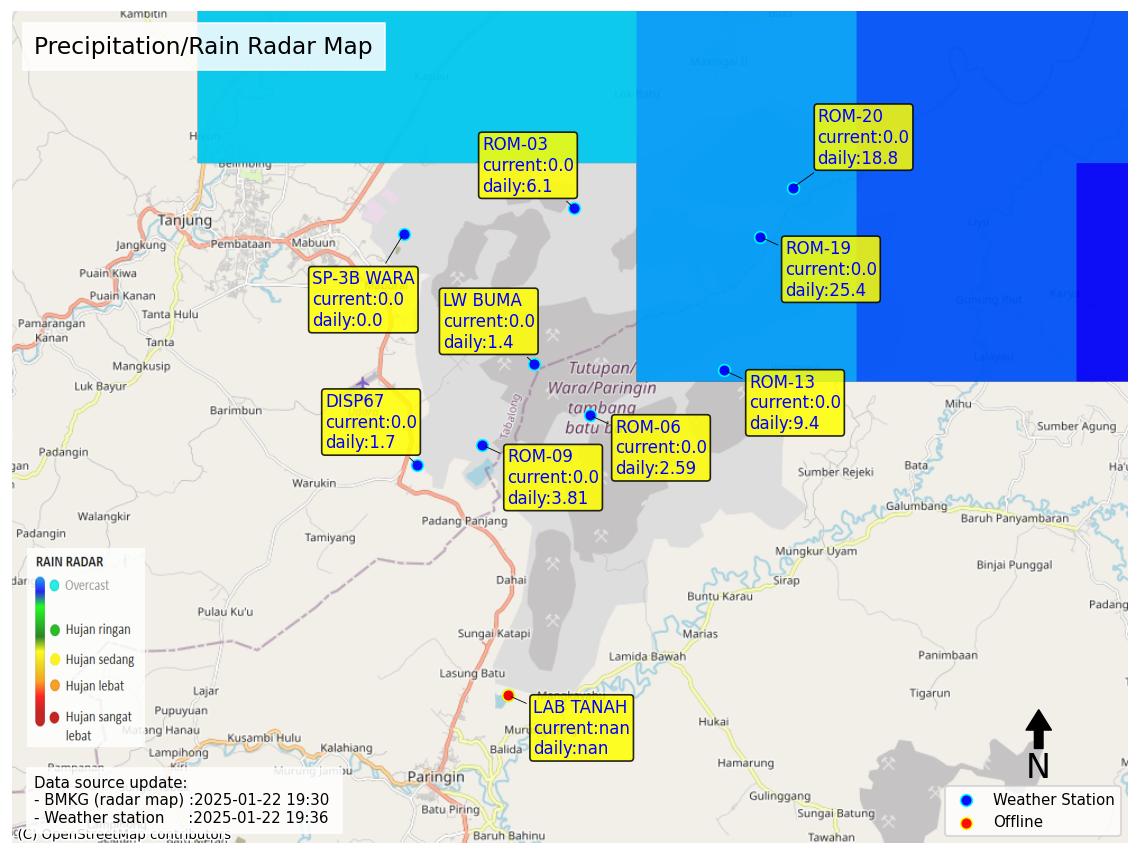 Kambitin
Precipitation/Rain Radar Map
Belimbing
ROM-20
current:0.0
daily:18.8
ROM-03
current:0.0
daily:6.1
Tanjung
Jangkung
Pembataan
Mabuun
ROM-19
current:0.0
daily:25.4
Puain Kiwa
Puain Kanan
SP-3B WARA
current:0.0
daily:0.0
LW BUMA
current:0.0
daily:1.4
Tanta Hulu
Pamarangan
Kanan
Tanta
Mangkusip
Luk Bayur
Barimbun
Tutupan/
Wara/Paringin
tambang
batu b
Tabalong
ROM-13
current:0.0
daily:9.4
DISP67
current:0.0
daily:1.7
ROM-06
current:0.0
daily:2.59
ROM-09
current:0.0
daily:3.81
Mihu
Sumber Agung
Padangin
Warukin
Sumber Rejeki
Bata
Galumbang
Baruh Panyambaran
Walangkir
Padangin
Tamiyang
Padang Panjang
Mungkur Uyam
Binjai Punggal
Dahai
Sirap
Buntu Karau
Padang
RAIN RADAR
Overcast
Hujan ringan
Hujan sedang
Hujan lebat
Hujan sangat
lebat
Pulau Ku'u
Sungai Katapi
Marias
Lamida Bawah
Panimbaan
Lasung Batu
Tigarun
Lajar
Pupuyuan
Matang Hanau
LAB TANAH
current:nan
daily:nan
Hukai
Lampihong
Kusambi Hulu
Kalahiang
Balida
Murung Jambu
Paringin
Hamarung
N
Data source update:
- BMKG (radar map) :2025-01-22 19:30
- Weather station :2025-01-22 19:36
Batu Piring
Gulinggang
Sungai Batung
Weather Station
Offline
(C) OpenStreetMap contributors
Baruh Bahinu
Tawahan